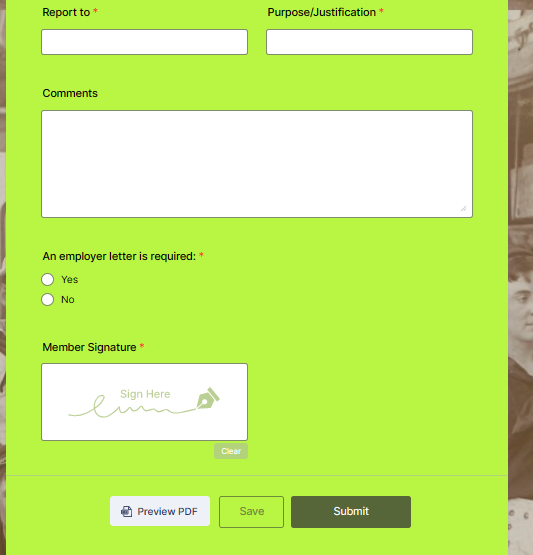 Report to * Purpose/Justification *
Comments
An employer letter is required: *
Yes
No
Member Signature *
Sign Here
Clear
Preview PDF Save Submit